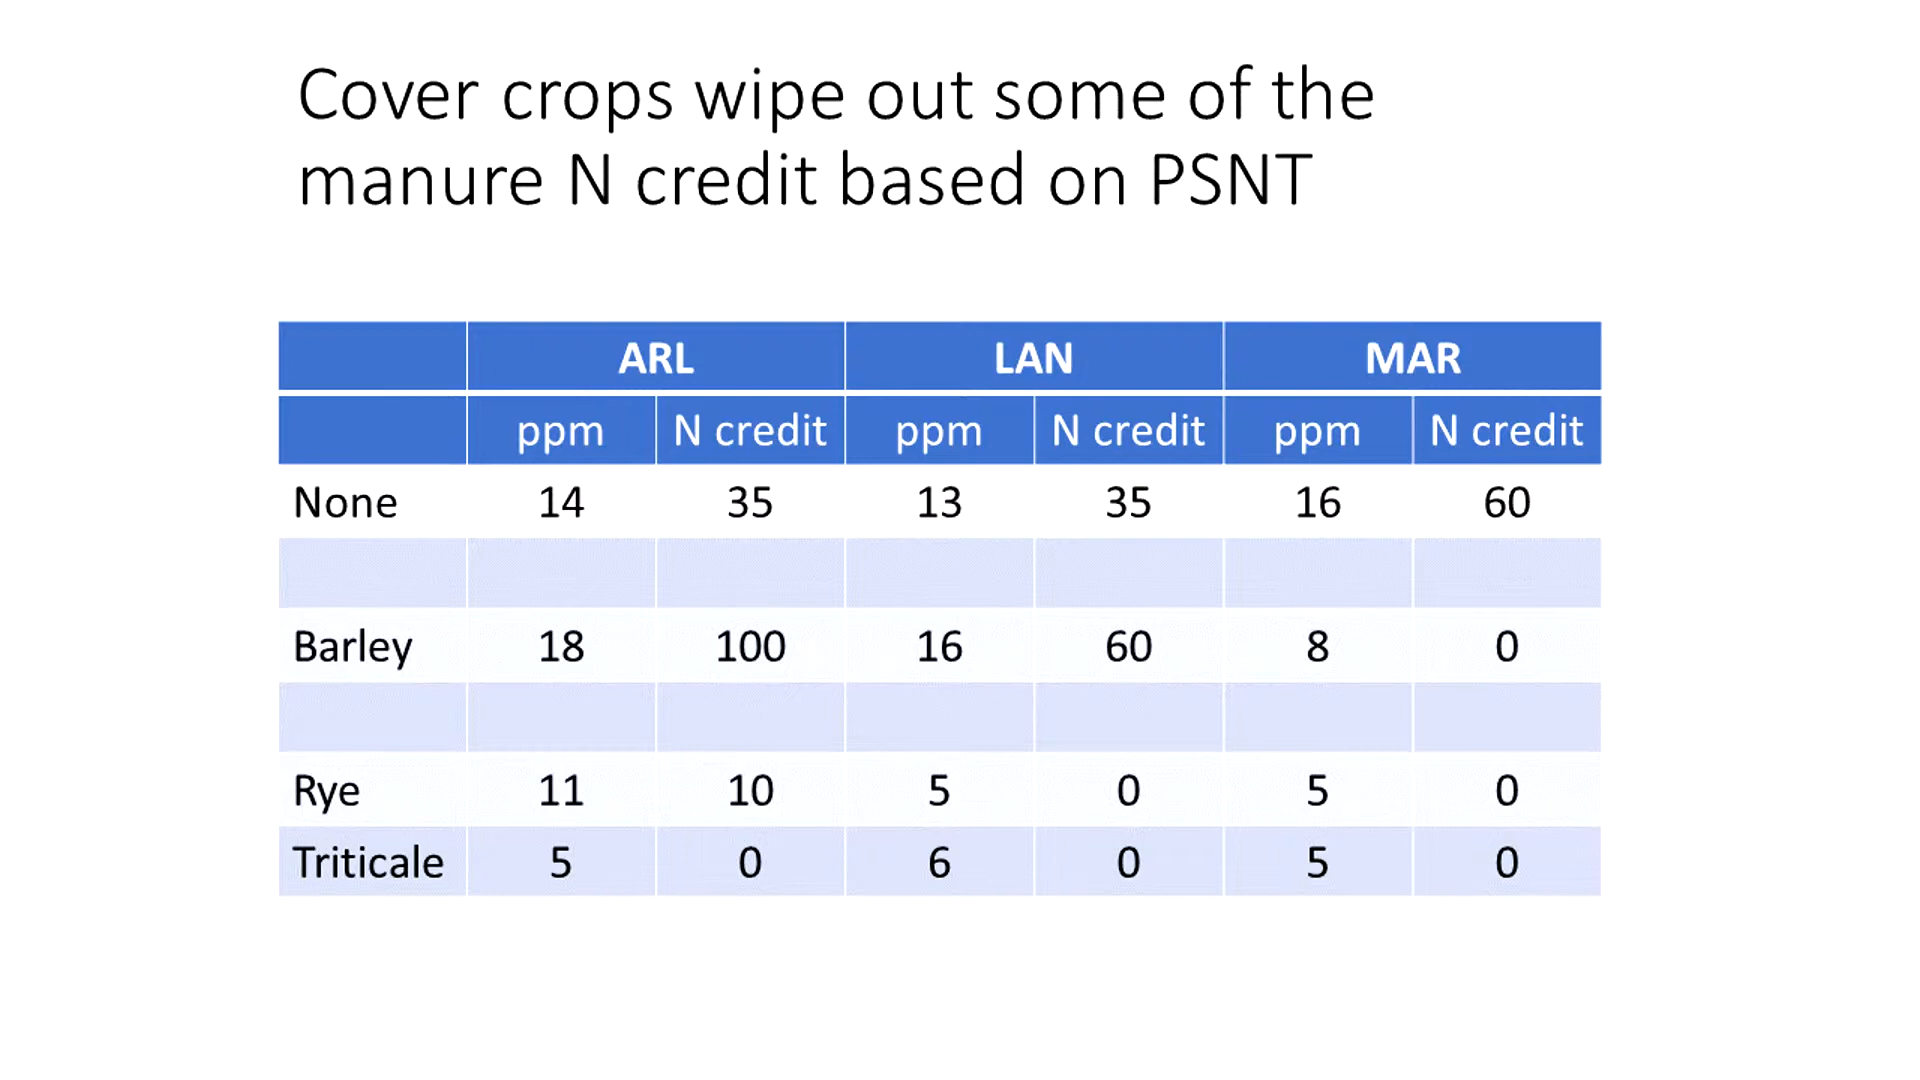 Cover crops wipe out some of the
manure N credit based on PSNT
ARL LAN MAR
ppm N credit ppm N credit ppm N credit
None 14 35 13 35 16 60
Barley 18 100 16 60 8 0
Rye 11 10 5 0 5 0
Triticale 5 0 6 0 5 0